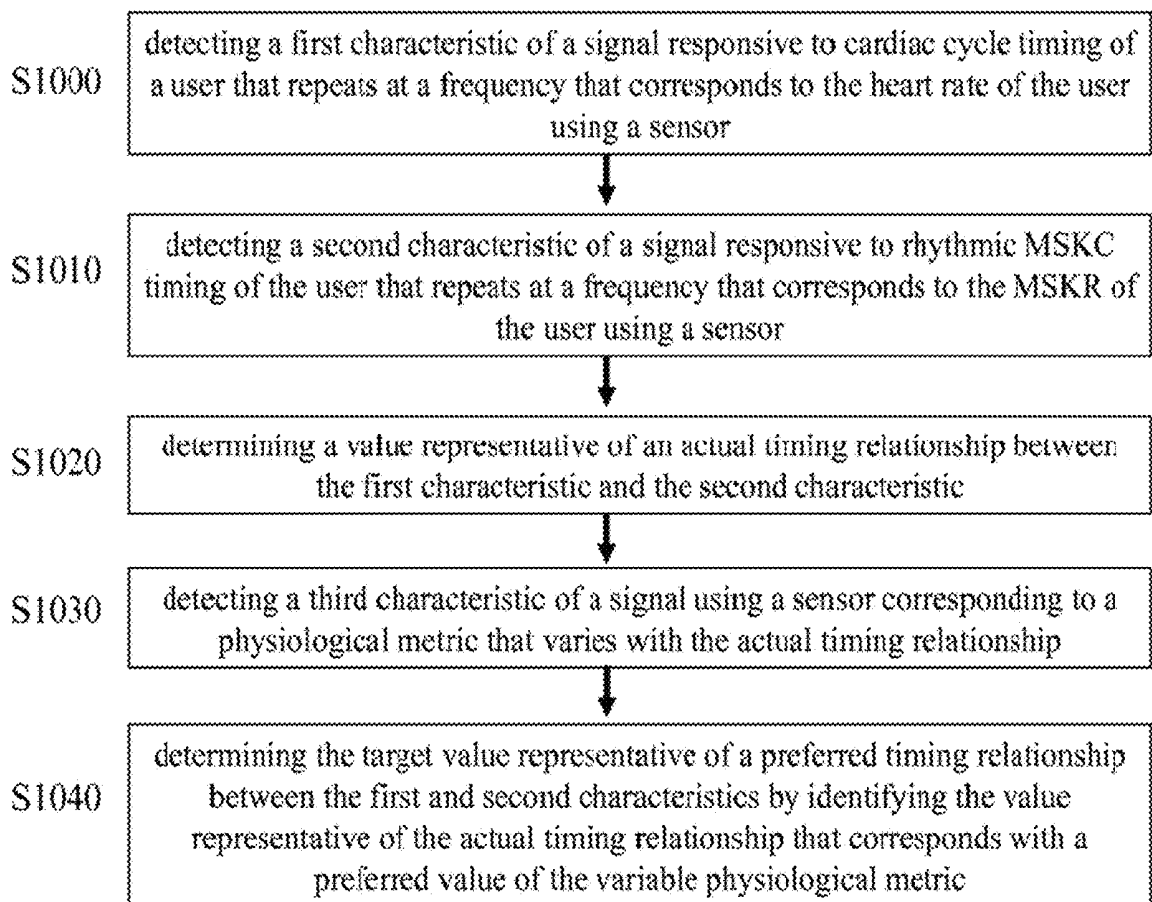 S1000
detecting a first characteristic of a signal responsive to cardiac cycle timing of
a user that repeats at a frequency that corresponds to the heart rate of the user
using a sensor
S1010
detecting a second characteristic of a signal responsive to rhythmic MSKC
timing of the user that repeats at a frequency that corresponds to the MSKR of
the user using a sensor
S1020
determining a value representative of an actual timing relationship between
the first characteristic and the second characteristic
S1030
detecting a third characteristic of a signal using a sensor corresponding to a
physiological metric that varies with the actual timing relationship
S1040
determining the target value representative of a preferred timing relationship
between the first and second characteristics by identifying the value
representative of the actual timing relationship that corresponds with a
preferred value of the variable physiological metric